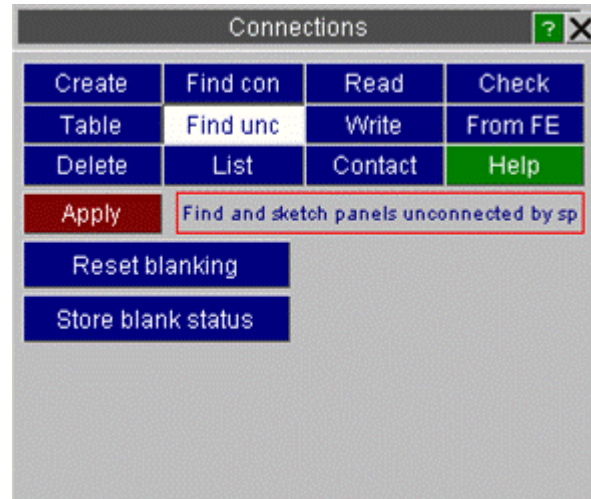 Connections ? X
Create Find con Read Check
Table Find unc Write From FE
Delete List Contact Help
Apply Find and sketch panels unconnected by sp
Reset blanking
Store blank status